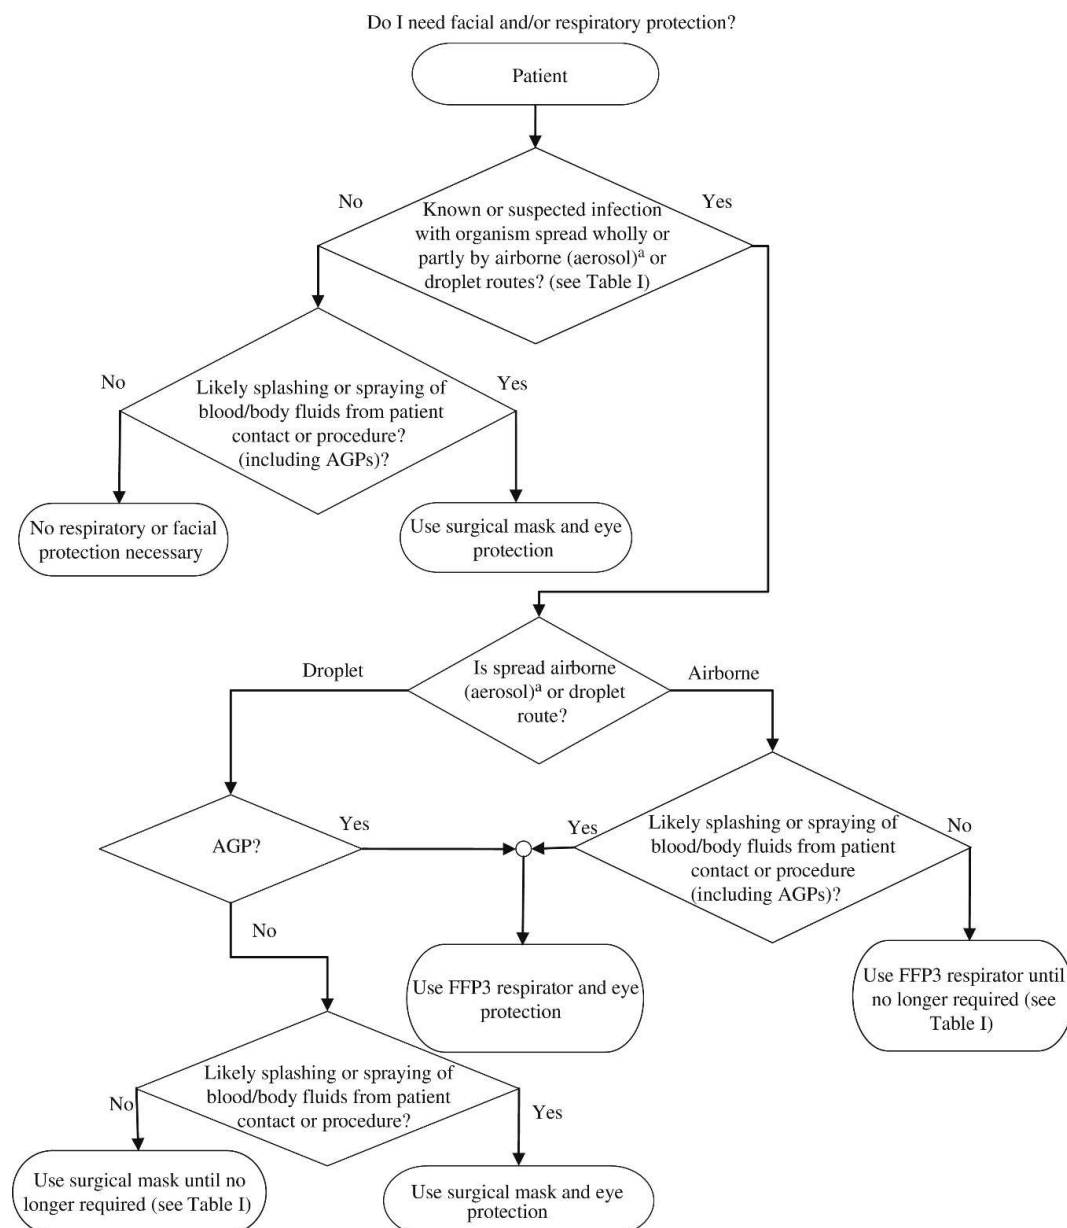 Do I need facial and/or respiratory protection?
Patient
No
Yes
Known or suspected infection
with organism spread wholly or
partly by airborne (aerosol)ᵃ or
droplet routes? (see Table I)
No
Yes
Likely splashing or spraying of
blood/body fluids from patient
contact or procedure?
(including AGPs)?
No respiratory or facial
protection necessary
Use surgical mask and eye
protection
Droplet
Is spread airborne
(aerosol)ᵃ or droplet
route?
Airborne
AGP?
Yes
Yes
Likely splashing or spraying of
blood/body fluids from patient
contact or procedure
(including AGPs)?
No
No
Use FFP3 respirator and eye
protection
Use FFP3 respirator until
no longer required (see
Table I)
Likely splashing or spraying of
blood/body fluids from patient
contact or procedure?
No
Yes
Use surgical mask until no
longer required (see Table I)
Use surgical mask and eye
protection